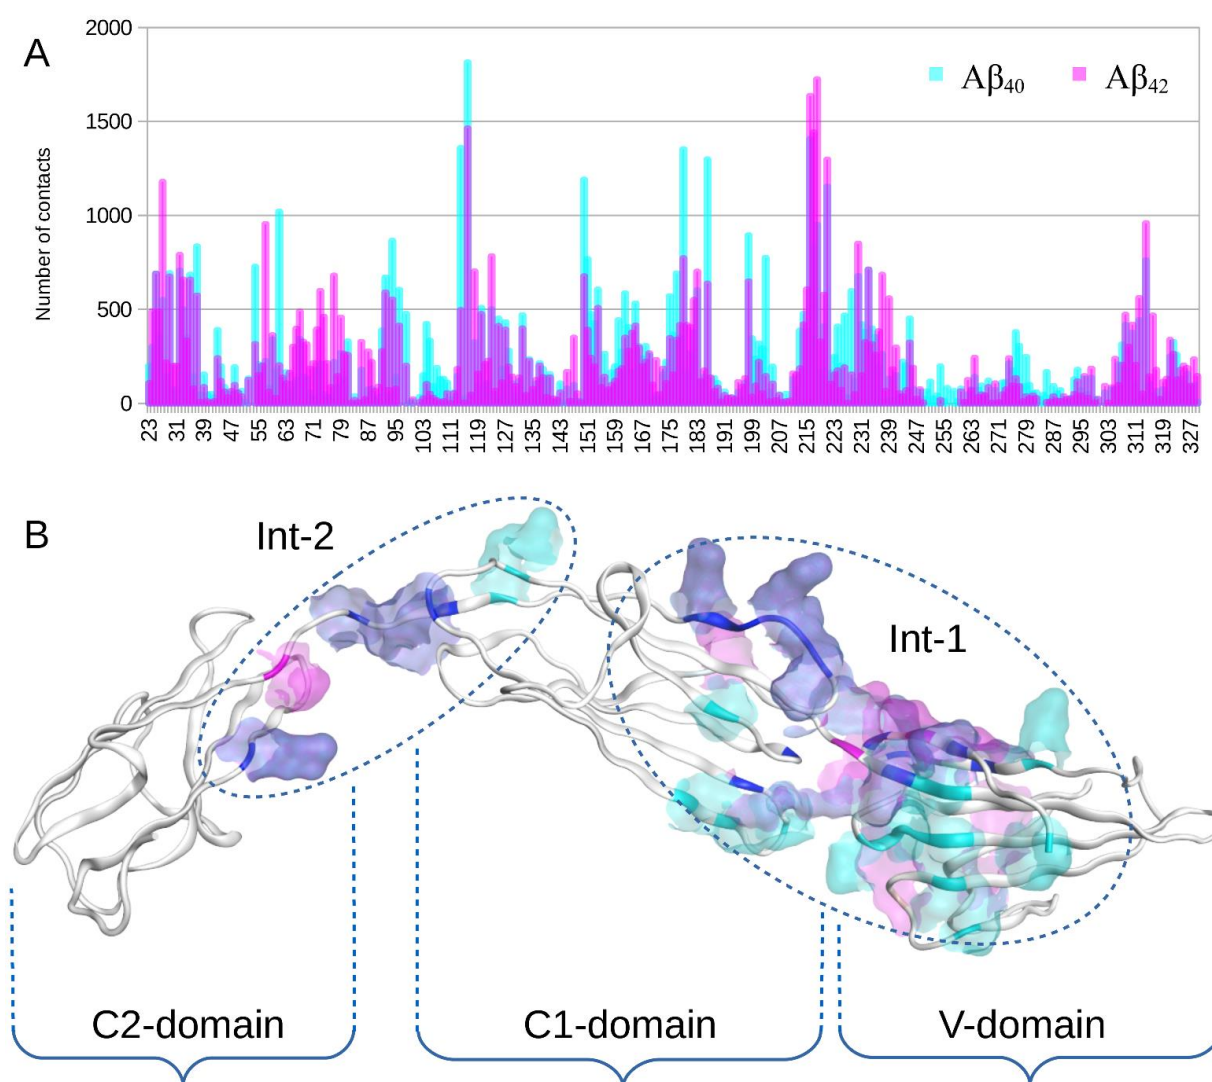 A
2000
1500
1000
500
0
Number of contacts
Aβ40
Aβ42
23 31 39 47 55 63 71 79 87 95 103 111 119 127 135 143 151 159 167 175 183 191 199 207 215 223 231 239 247 255 263 271 279 287 295 303 311 319 327
B
Int-2
Int-1
C2-domain
C1-domain
V-domain